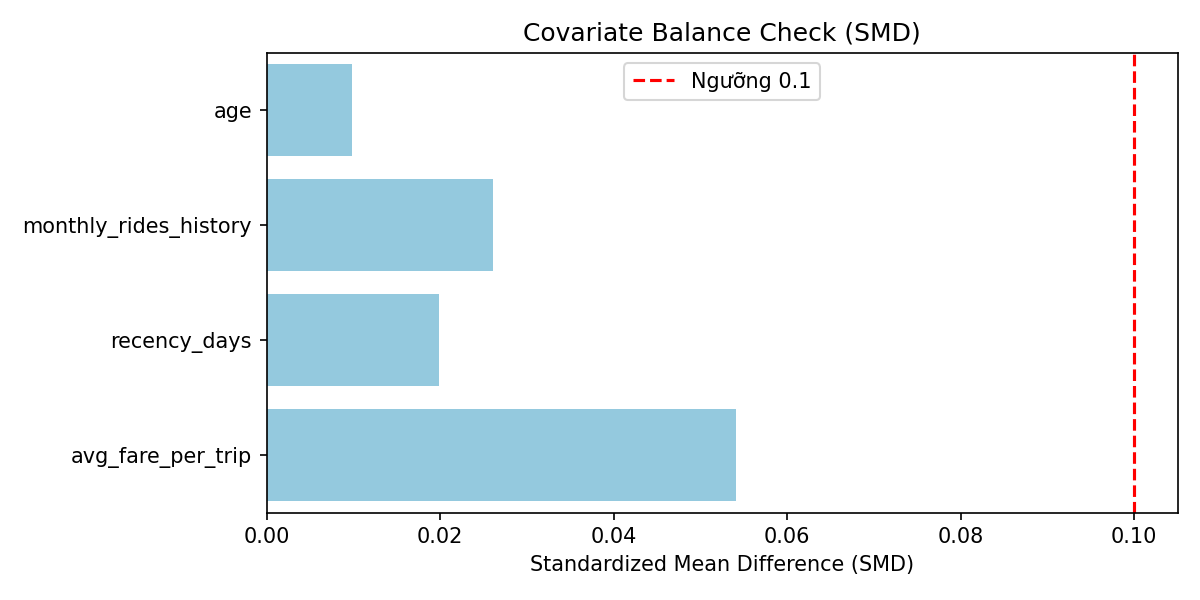 Covariate Balance Check (SMD)
Ngưỡng 0.1
age
monthly_rides_history
recency_days
avg_fare_per_trip
0.00 0.02 0.04 0.06 0.08 0.10
Standardized Mean Difference (SMD)